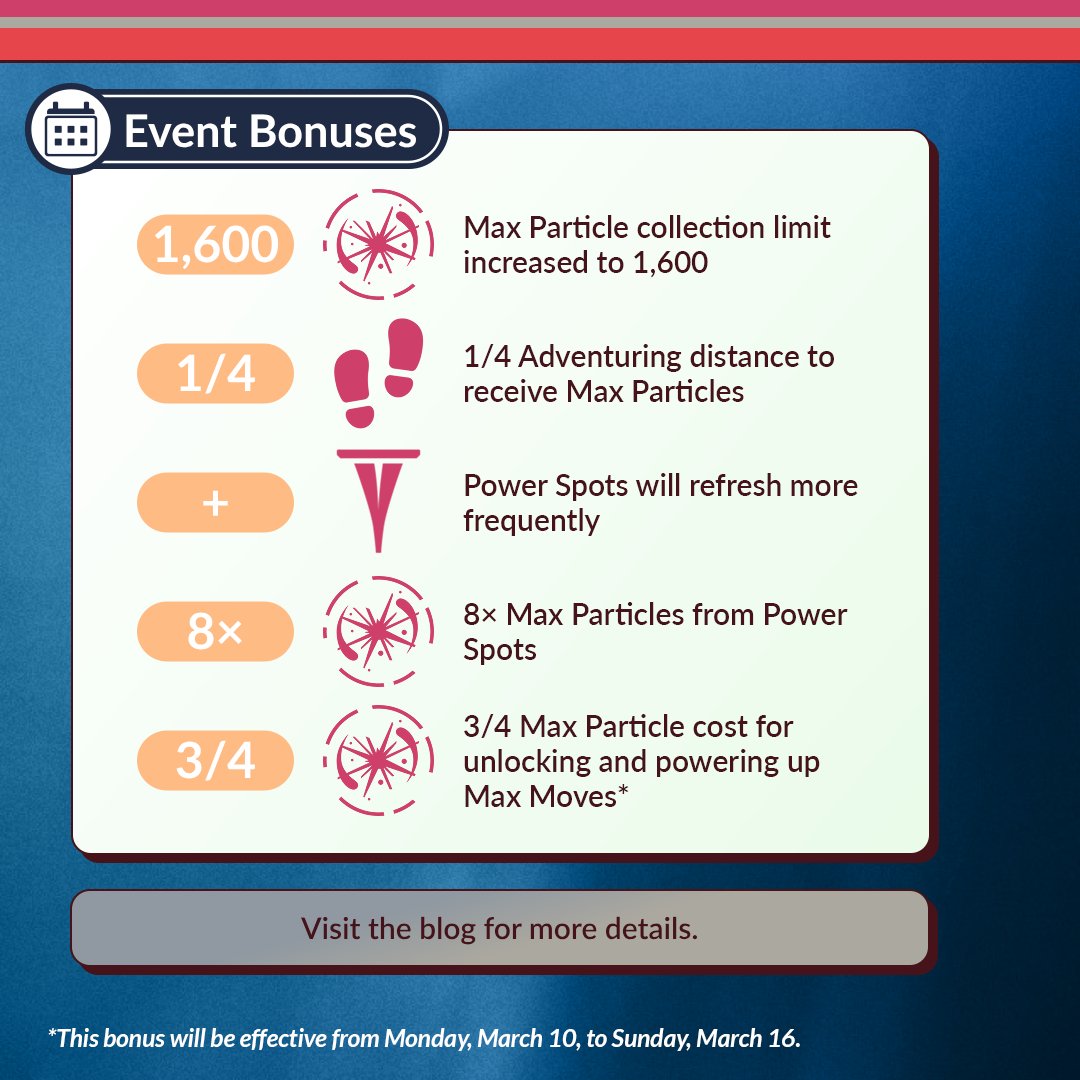 Event Bonuses
1,600
Max Particle collection limit
increased to 1,600
1/4
1/4 Adventuring distance to
receive Max Particles
+
Power Spots will refresh more
frequently
8×
8× Max Particles from Power
Spots
3/4
3/4 Max Particle cost for
unlocking and powering up
Max Moves*
Visit the blog for more details.
*This bonus will be effective from Monday, March 10, to Sunday, March 16.